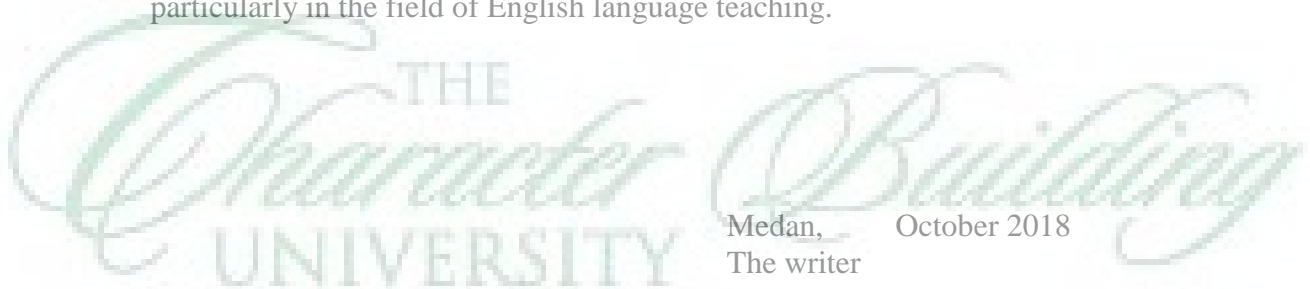 particularly in the field of English language teaching.
THE
Character Building
UNIVERSITY
Medan, October 2018
The writer